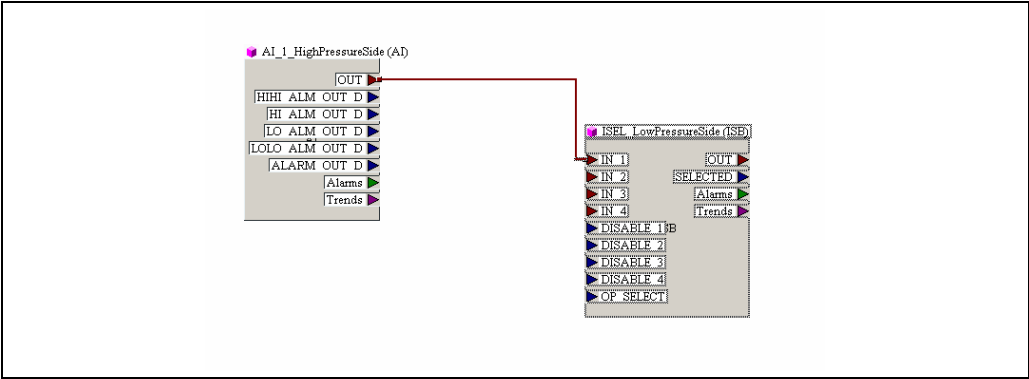 AI_1_HighPressureSide (AI)
OUT
HIHI_ALM_OUT_D
HI_ALM_OUT_D
LO_ALM_OUT_D
LOLO_ALM_OUT_D
ALARM_OUT_D
Alarms
Trends
ISEL_LowPressureSide (ISB)
IN_1
OUT
IN_2
SELECTED
IN_3
Alarms
IN_4
Trends
DISABLE_1
DISABLE_2
DISABLE_3
DISABLE_4
OP_SELECT